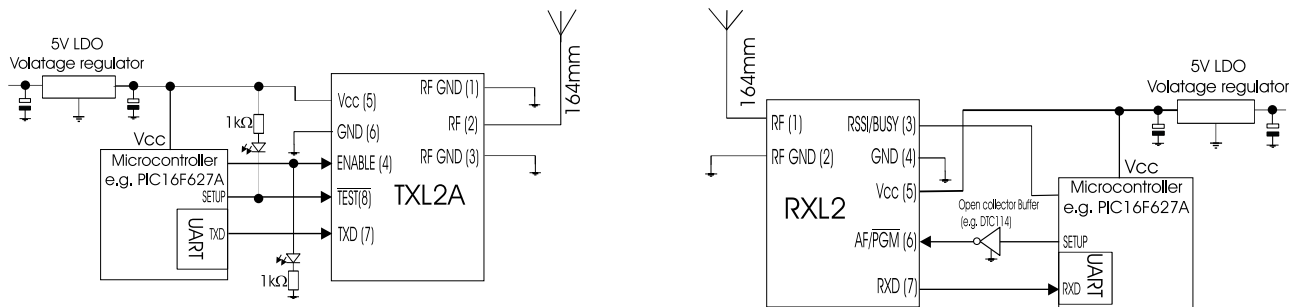 5V LDO
Volatage regulator
Vcc
1kΩ
Microcontroller
e.g. PIC16F627A
SETUP
UART
TXD
1kΩ
Vcc (5)
GND (6)
ENABLE (4)
TEST(8)
TXD (7)
TXL2A
RF GND (1)
RF (2)
RF GND (3)
164mm
164mm
RF (1)
RF GND (2)
RXL2
RSSI/BUSY (3)
GND (4)
Vcc (5)
AF/PGM (6)
RXD (7)
Open collector Buffer
(e.g. DTC114)
5V LDO
Volatage regulator
Vcc
Microcontroller
e.g. PIC16F627A
SETUP
UART
RXD